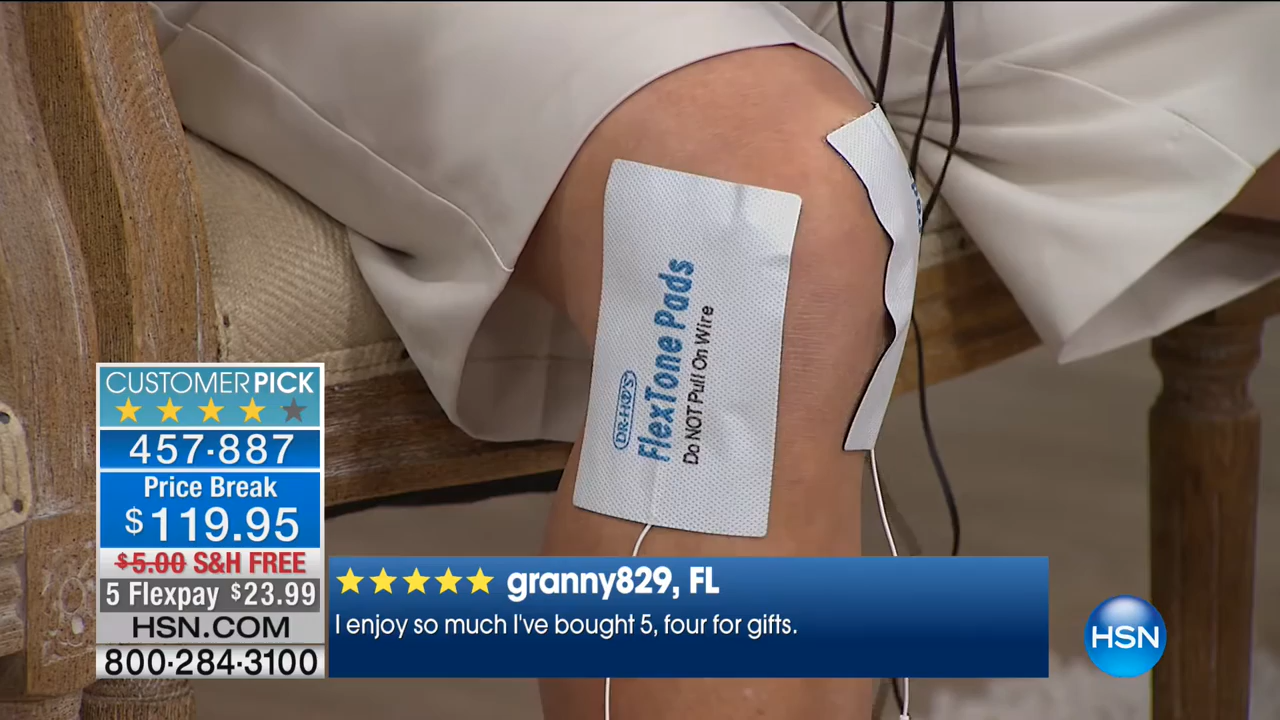 DR-HO'S
FlexTone Pads
Do NOT Pull On Wire
CUSTOMER PICK
457-887
Price Break
$119.95
$5.00 S&H FREE
5 Flexpay $23.99
HSN.COM
800-284-3100
granny829, FL
I enjoy so much I've bought 5, four for gifts.
HSN